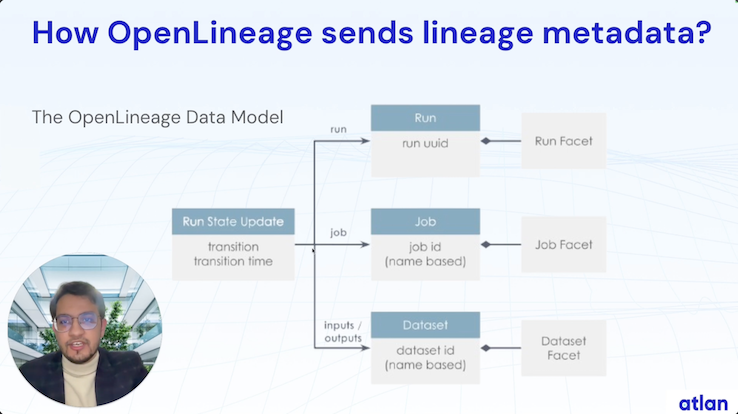 How OpenLineage sends lineage metadata?
The OpenLineage Data Model
run
Run
run uuid
Run Facet
Run State Update
transition
transition time
job
Job
job id
(name based)
Job Facet
inputs /
outputs
Dataset
dataset id
(name based)
Dataset
Facet
atlan